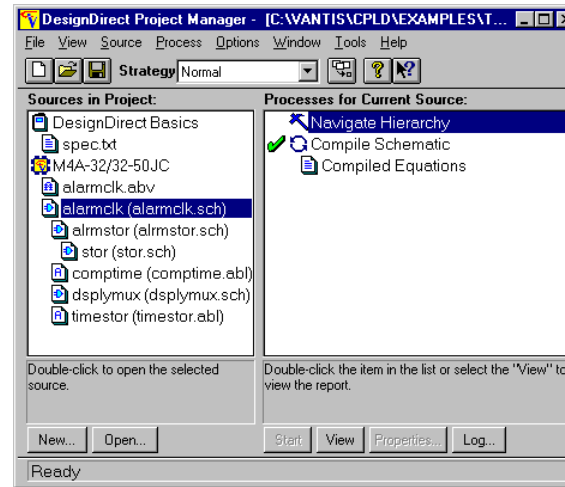 DesignDirect Project Manager - [C:\VANTIS\CPLD\EXAMPLES\T...
File View Source Process Options Window Tools Help
Strategy Normal
Sources in Project:
Processes for Current Source:
DesignDirect Basics
spec.txt
M4A-32/32-50JC
alarmclk.abv
alarmclk (alarmclk.sch)
alrmstor (alrmstor.sch)
stor (stor.sch)
comptime (comptime.abl)
dsplymux (dsplymux.sch)
timestor (timestor.abl)
Navigate Hierarchy
Compile Schematic
Compiled Equations
Double-click to open the selected
source.
Double-click the item in the list or select the "View" to
view the report.
New... Open...
Start View Properties... Log...
Ready